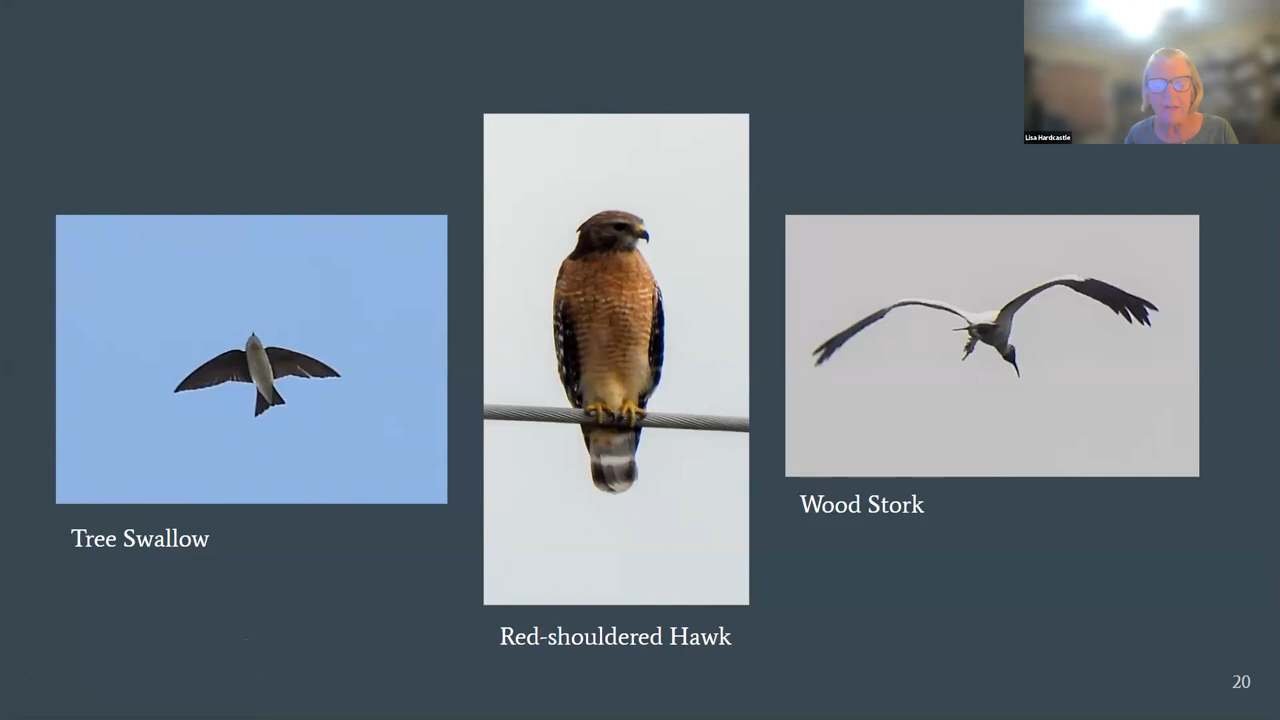 Lisa Hardcastle
Tree Swallow
Red-shouldered Hawk
Wood Stork
20